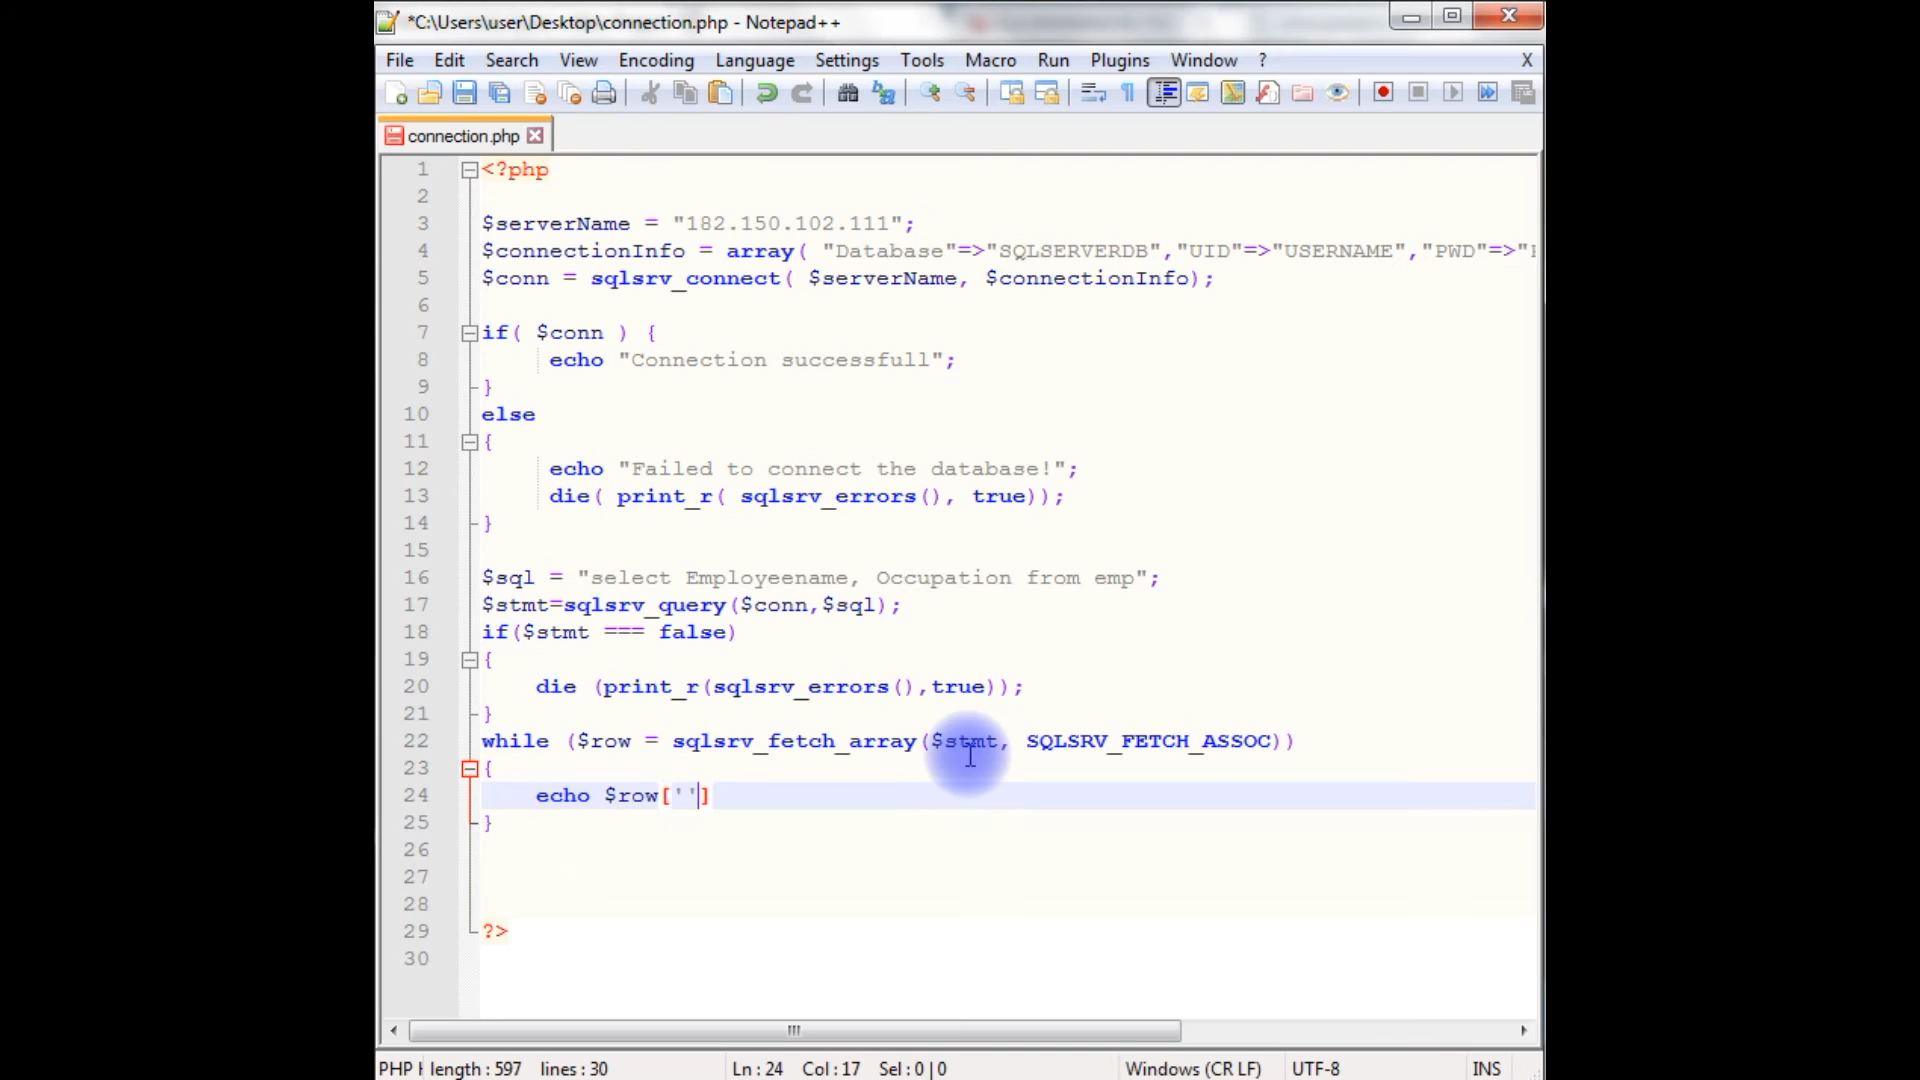 *C:\Users\user\Desktop\connection.php - Notepad++
File Edit Search View Encoding Language Settings Tools Macro Run Plugins Window ? X
connection.php
1 <?php
2
3 $serverName = "182.150.102.111";
4 $connectionInfo = array( "Database"=>"SQLSERVERDB","UID"=>"USERNAME","PWD"=>"
5 $conn = sqlsrv_connect( $serverName, $connectionInfo);
6
7 if( $conn ) {
8 echo "Connection successfull";
9 }
10 else
11 {
12 echo "Failed to connect the database!";
13 die( print_r( sqlsrv_errors(), true));
14 }
15
16 $sql = "select Employeename, Occupation from emp";
17 $stmt=sqlsrv_query($conn,$sql);
18 if($stmt === false)
19 {
20 die (print_r(sqlsrv_errors(),true));
21 }
22 while ($row = sqlsrv_fetch_array($stmt, SQLSRV_FETCH_ASSOC))
23 {
24 echo $row['']
25 }
26
27
28
29 ?>
30
PHP length : 597 lines : 30 Ln : 24 Col : 17 Sel : 0 | 0 Windows (CR LF) UTF-8 INS